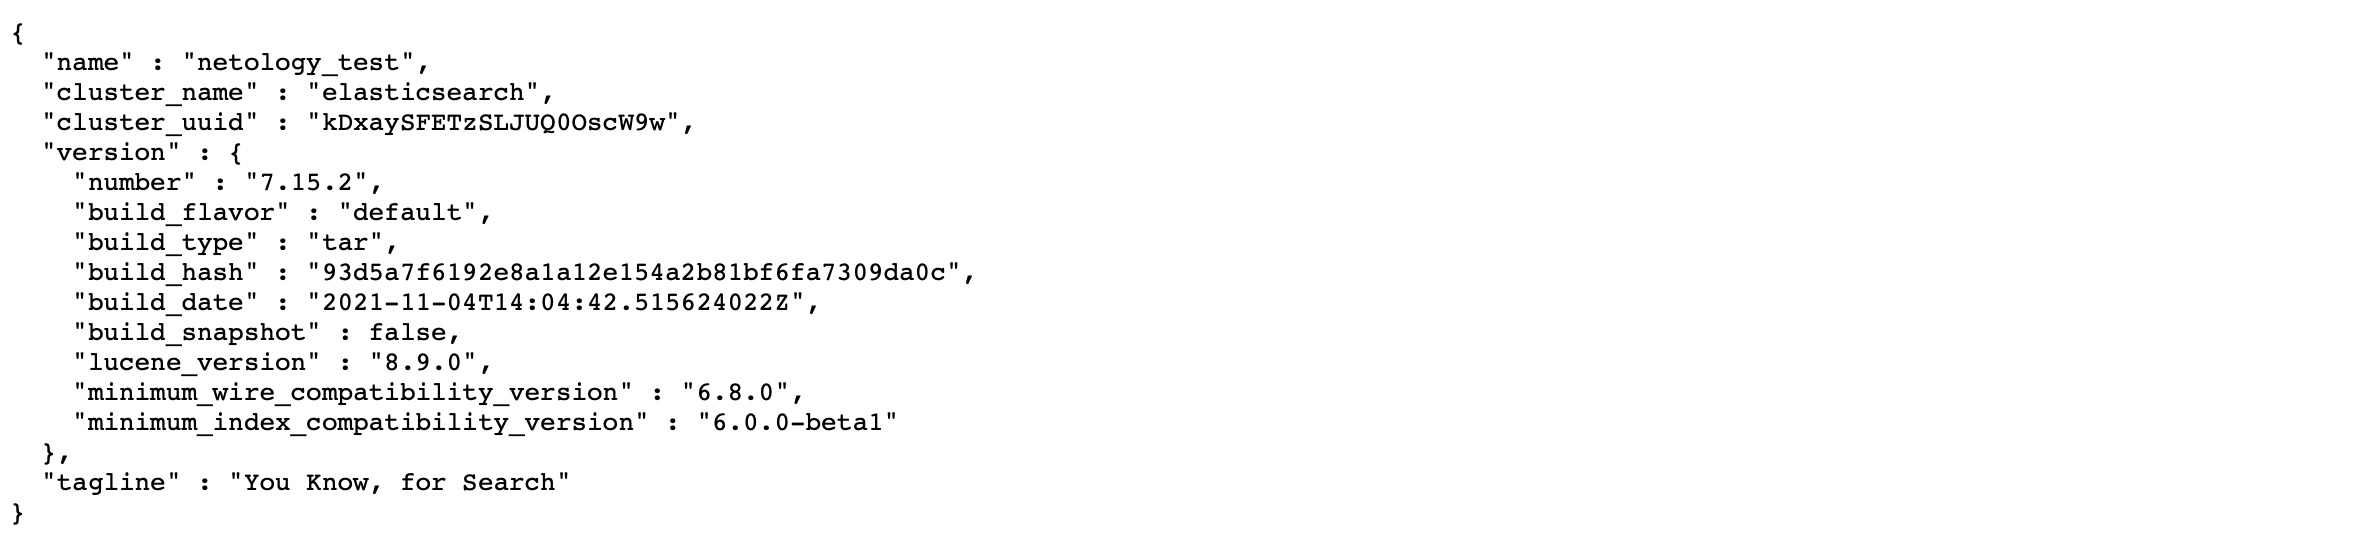 {
  "name" : "netology_test",
  "cluster_name" : "elasticsearch",
  "cluster_uuid" : "kDxaySFETzSLJUQ0OscW9w",
  "version" : {
    "number" : "7.15.2",
    "build_flavor" : "default",
    "build_type" : "tar",
    "build_hash" : "93d5a7f6192e8a1a12e154a2b81bf6fa7309da0c",
    "build_date" : "2021-11-04T14:04:42.515624022Z",
    "build_snapshot" : false,
    "lucene_version" : "8.9.0",
    "minimum_wire_compatibility_version" : "6.8.0",
    "minimum_index_compatibility_version" : "6.0.0-beta1"
  },
  "tagline" : "You Know, for Search"
}